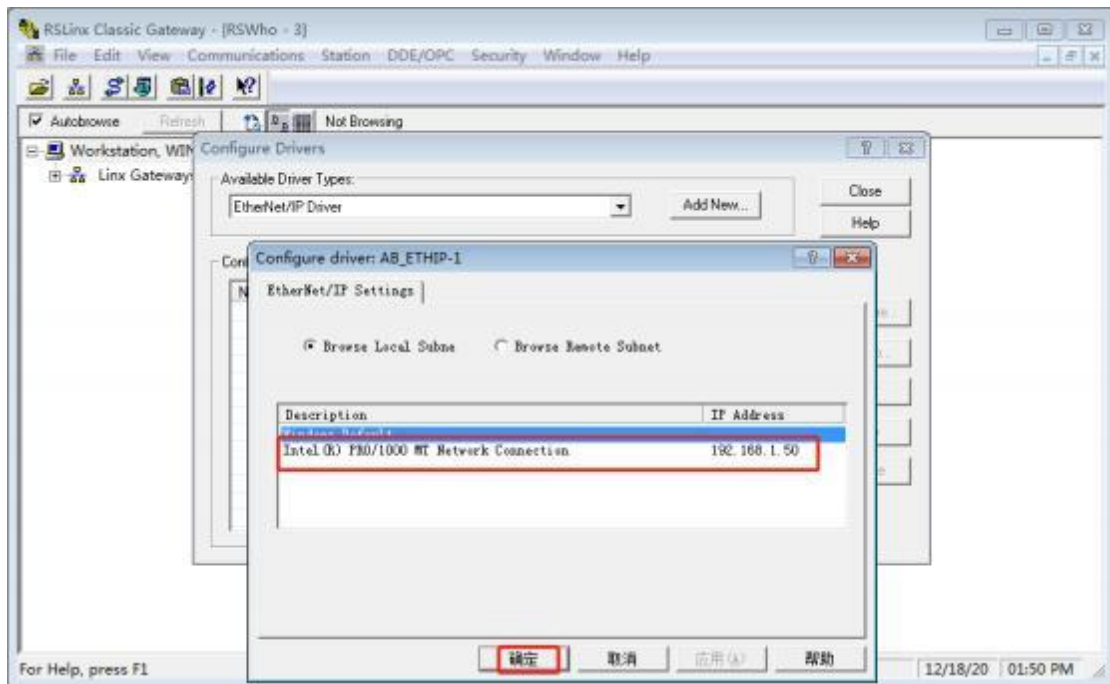 RSLinx Classic Gateway - [RSWho - 3]
File Edit View Communications Station DDE/OPC Security Window Help
Autobrowse Refresh Not Browsing
Workstation, WIN
Linx Gateway
Configure Drivers
Available Driver Types:
EtherNet/IP Driver
Add New...
Close
Help
Con
N
Configure driver: AB_ETHIP-1
EtherNet/IP Settings
Browse Local Subne Browse Remote Subnet
Description IP Address
Windows Default
Intel(R) PRO/1000 MT Network Connection 192.168.1.50
确定 取消 应用(A) 帮助
For Help, press F1 12/18/20 01:50 PM